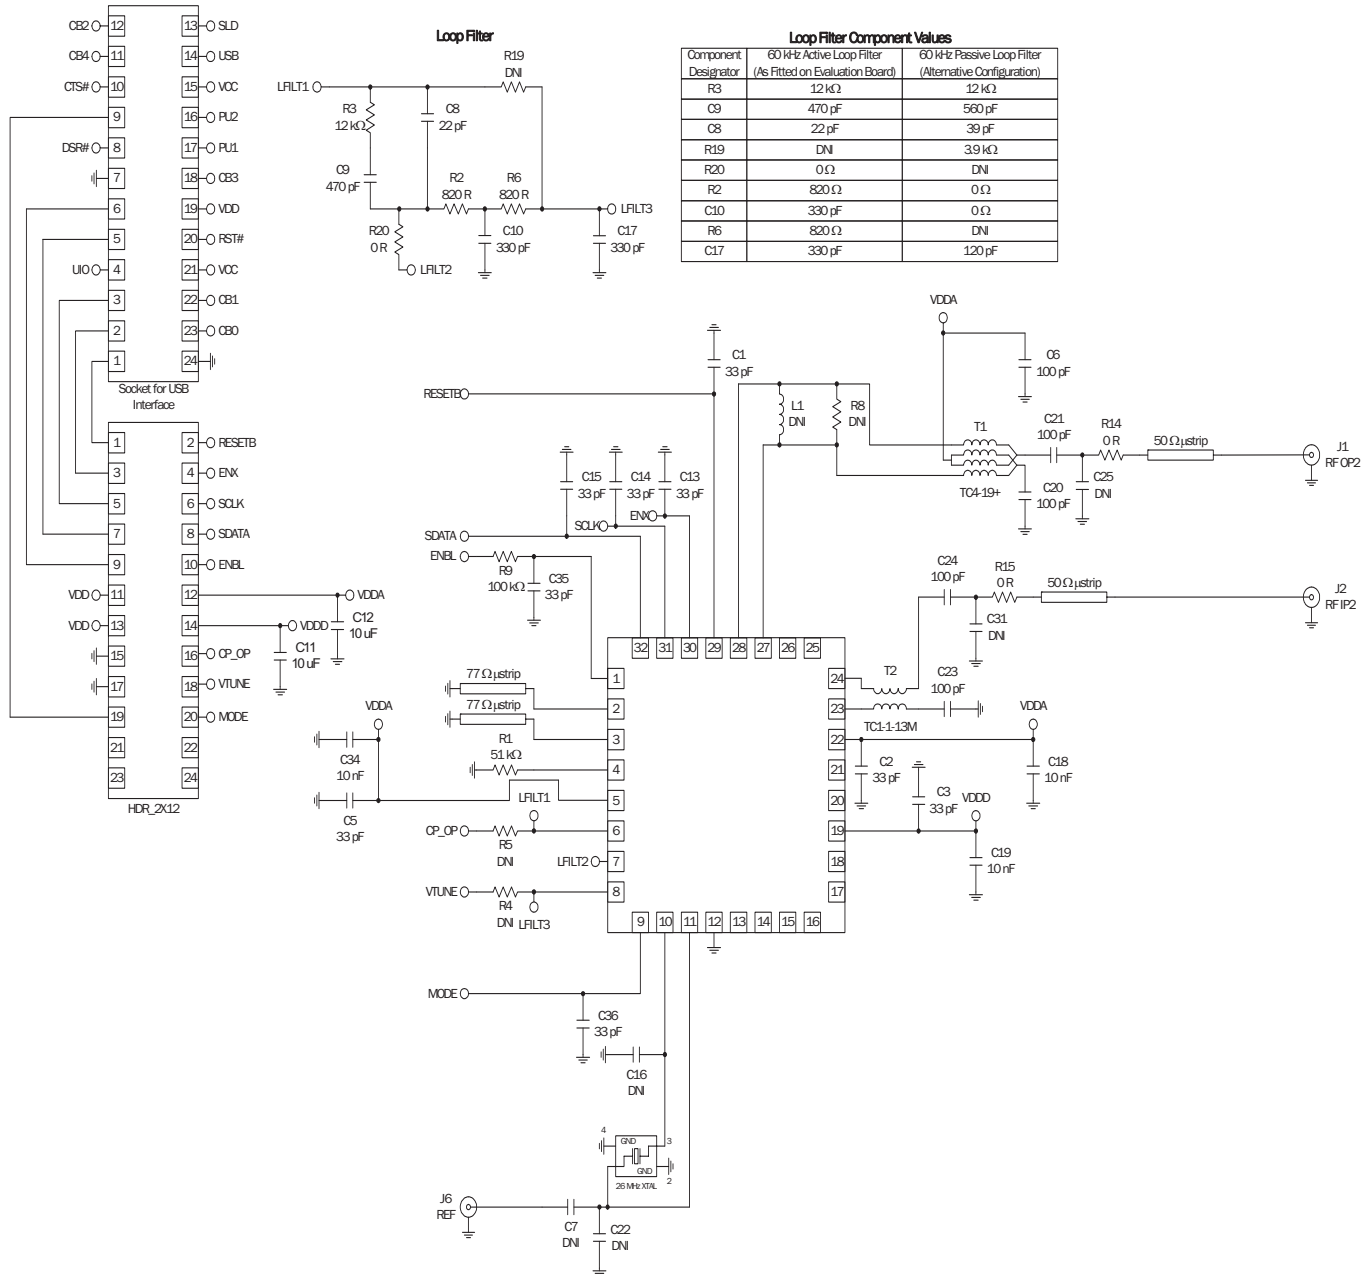 CB2 12 13 SLD
CB4 11 14 USB
CTS# 10 15 VCC
9 16 PU2
DSR# 8 17 PU1
7 18 CB3
6 19 VDD
5 20 RST#
UIO 4 21 VCC
3 22 CB1
2 23 CB0
1 24
Socket for USB
Interface
1 2 RESETB
3 4 ENX
5 6 SCLK
7 8 SDATA
9 10 ENBL
VDD 11 12 VDDA
VDD 13 14 VDDD
15 16 CP_OP
17 18 VTUNE
19 20 MODE
21 22
23 24
HDR_2X12
C12
10 uF
C11
10 uF
Loop Filter
LFILT1
R19
DNI
R3
12 kΩ
C8
22 pF
C9
470 pF
R2
820 R
R6
820 R
LFILT3
R20
0 R
C10
330 pF
C17
330 pF
LFILT2
Loop Filter Component Values
Component Designator 60 kHz Active Loop Filter (As Fitted on Evaluation Board) 60 kHz Passive Loop Filter (Alternative Configuration)
R3 12 kΩ 12 kΩ
C9 470 pF 560 pF
C8 22 pF 39 pF
R19 DNI 3.9 kΩ
R20 0 Ω DNI
R2 820 Ω 0 Ω
C10 330 pF 0 Ω
R6 820 Ω DNI
C17 330 pF 120 pF
VDDA
C6
100 pF
C1
33 pF
RESETB
L1
DNI
R8
DNI
T1
TC4-19+
C21
100 pF
R14
0 R
50 Ω µstrip
J1
RF OP2
C20
100 pF
C25
DNI
C15
33 pF
C14
33 pF
C13
33 pF
ENX
SCLK
SDATA
ENBL
R9
100 kΩ
C35
33 pF
C24
100 pF
R15
0 R
50 Ω µstrip
J2
RF IP2
C31
DNI
32 31 30 29 28 27 26 25
1 24
2 23
3 22
4 21
5 20
6 19
7 18
8 17
9 10 11 12 13 14 15 16
77 Ω µstrip
77 Ω µstrip
R1
51 kΩ
VDDA
C34
10 nF
C5
33 pF
LFILT1
CP_OP
R5
DNI
LFILT2
VTUNE
R4
DNI
LFILT3
T2
TC1-1-13M
C23
100 pF
VDDA
C2
33 pF
C18
10 nF
C3
33 pF
VDDD
C19
10 nF
MODE
C36
33 pF
C16
DNI
4
GND
3
GND
2
26 MHz XTAL
J6
REF
C7
DNI
C22
DNI